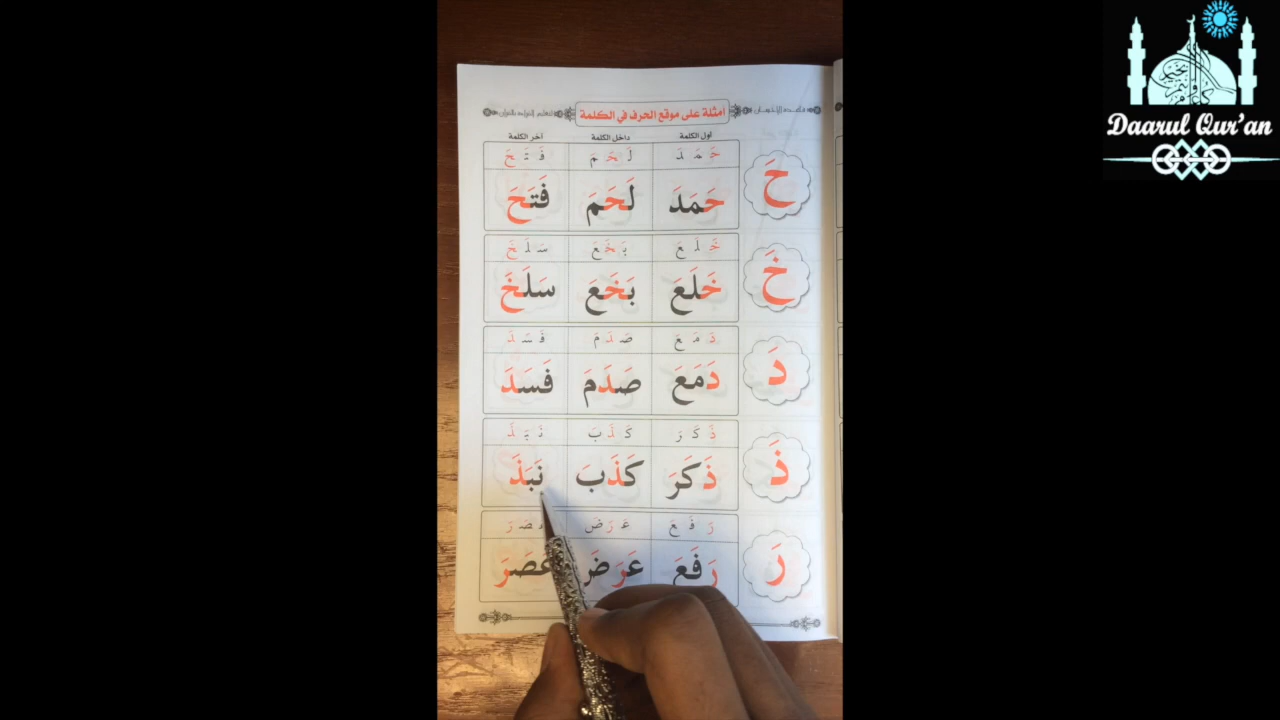 أمثلة على موقع الحرف في الكلمة
أول الكلمة داخل الكلمة آخر الكلمة
حَ مَ دَ لَ حَ مَ فَ تَ حَ
حَ حَمَدَ لَحَمَ فَتَحَ
خَ لَ عَ بَ خَ عَ سَ لَ خَ
خَ خَلَعَ بَخَعَ سَلَخَ
دَ مَ عَ صَ دَ مَ فَ سَ دَ
دَ دَمَعَ صَدَمَ فَسَدَ
ذَ كَ رَ كَ ذَ بَ نَ بَ ذَ
ذَ ذَكَرَ كَذَبَ نَبَذَ
رَ فَ عَ عَ رَ ضَ صَ رَ
رَ رَفَعَ عَرَضَ عَصَرَ
Daarul Qur'an